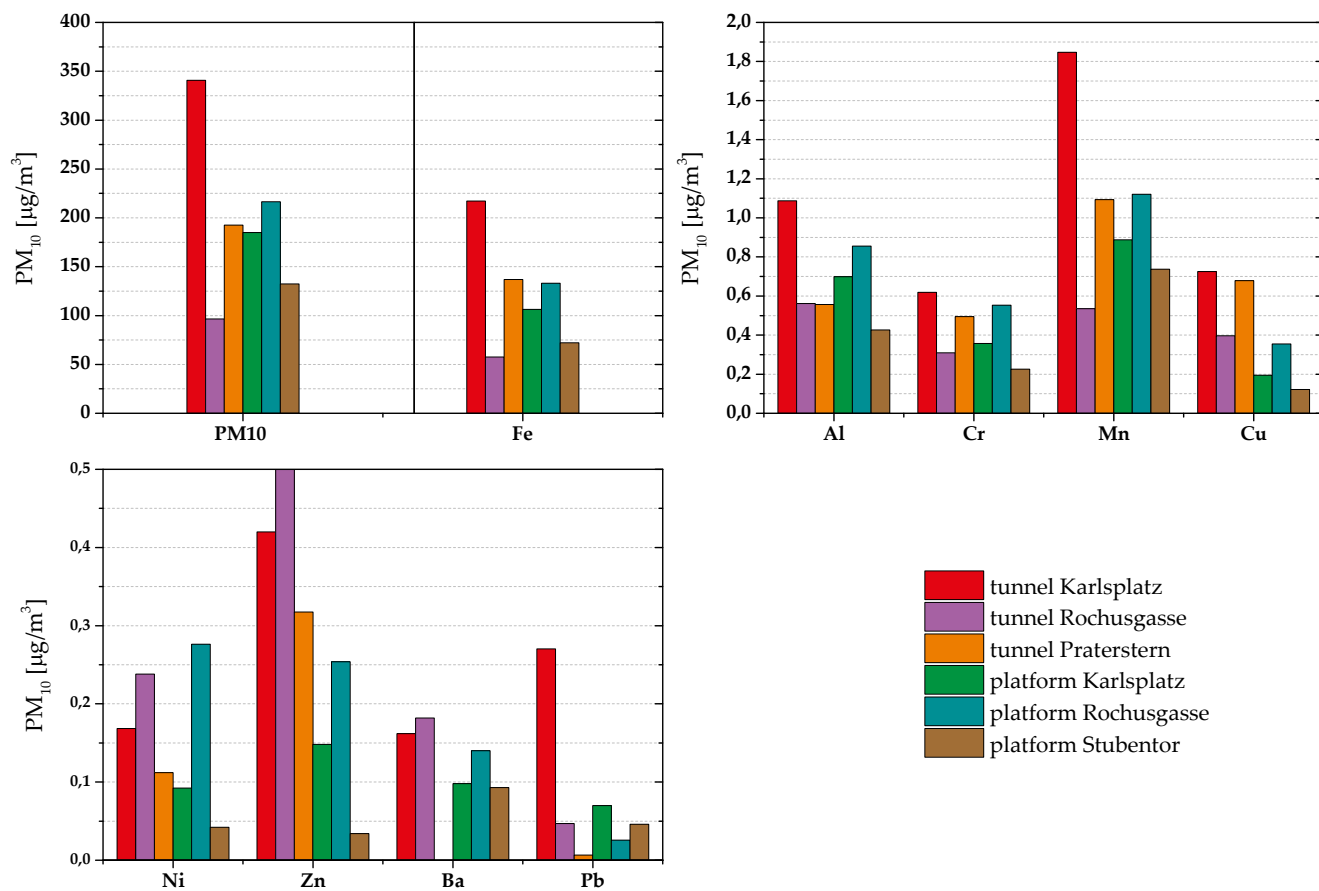 400
350
300
250
200
150
100
50
0
PM₁₀ [µg/m³]
PM10 Fe
2,0
1,8
1,6
1,4
1,2
1,0
0,8
0,6
0,4
0,2
0,0
PM₁₀ [µg/m³]
Al Cr Mn Cu
0,5
0,4
0,3
0,2
0,1
0,0
PM₁₀ [µg/m³]
Ni Zn Ba Pb
tunnel Karlsplatz
tunnel Rochusgasse
tunnel Praterstern
platform Karlsplatz
platform Rochusgasse
platform Stubentor